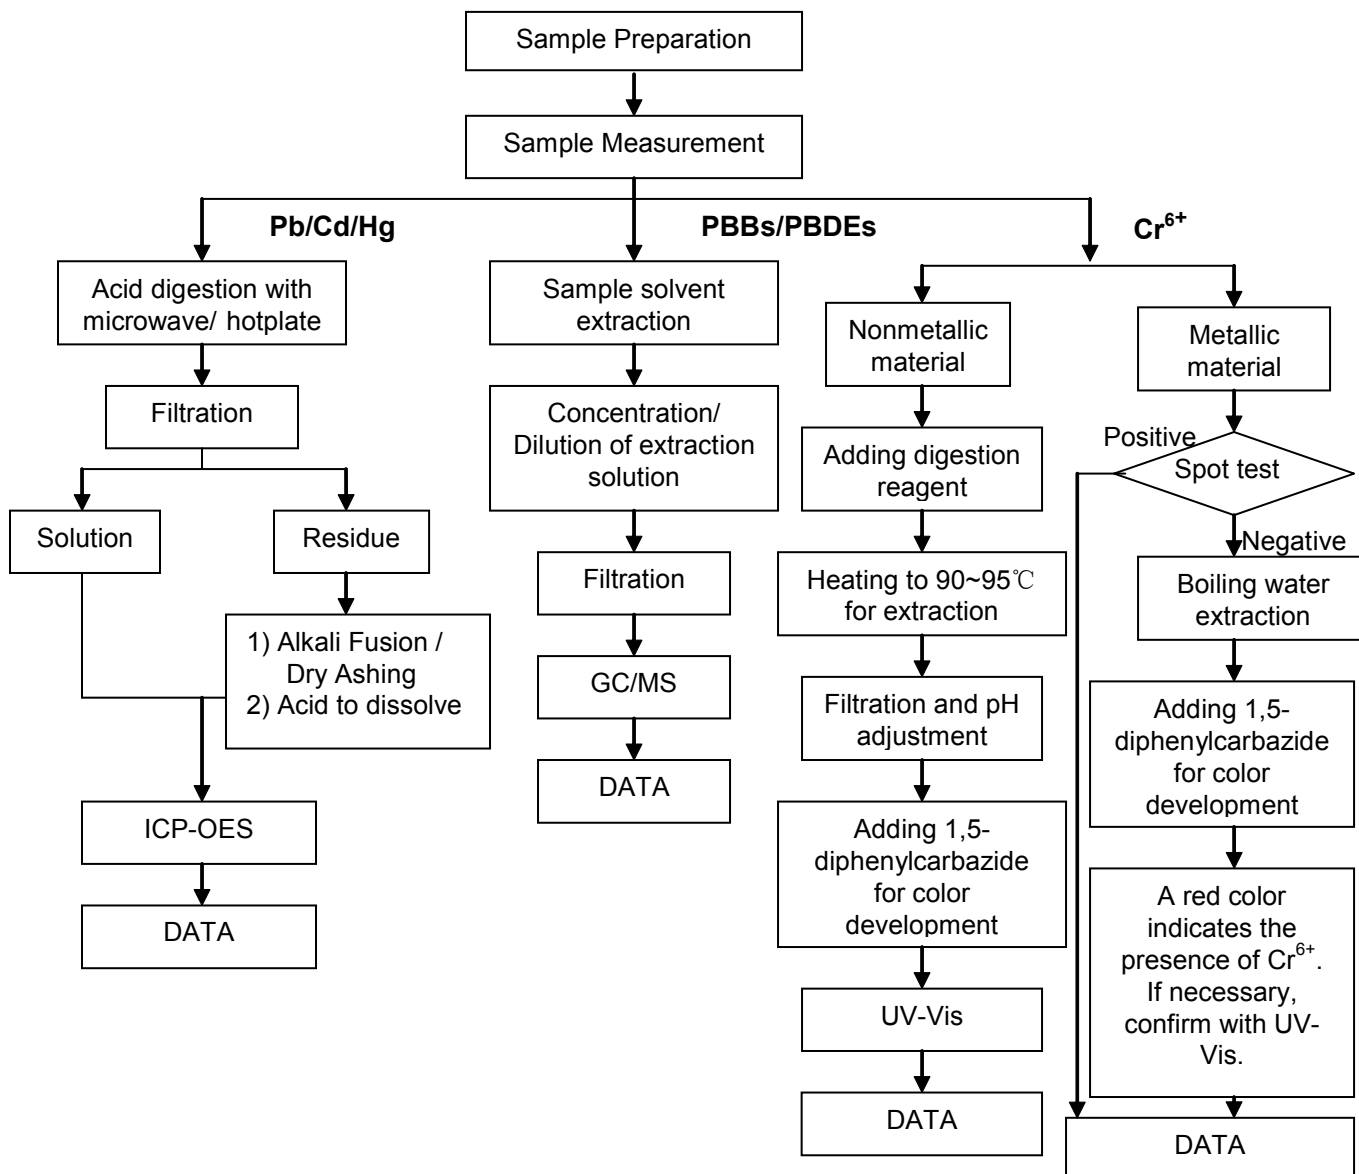 Sample Preparation
Sample Measurement
Pb/Cd/Hg
PBBs/PBDEs
Cr⁶⁺
Acid digestion with
microwave/ hotplate
Filtration
Solution
Residue
1) Alkali Fusion /
Dry Ashing
2) Acid to dissolve
ICP-OES
DATA
Sample solvent
extraction
Concentration/
Dilution of extraction
solution
Filtration
GC/MS
DATA
Nonmetallic
material
Adding digestion
reagent
Heating to 90~95℃
for extraction
Filtration and pH
adjustment
Adding 1,5-
diphenylcarbazide
for color
development
UV-Vis
DATA
Metallic
material
Positive
Spot test
Negative
Boiling water
extraction
Adding 1,5-
diphenylcarbazide
for color
development
A red color
indicates the
presence of Cr⁶⁺.
If necessary,
confirm with UV-
Vis.
DATA